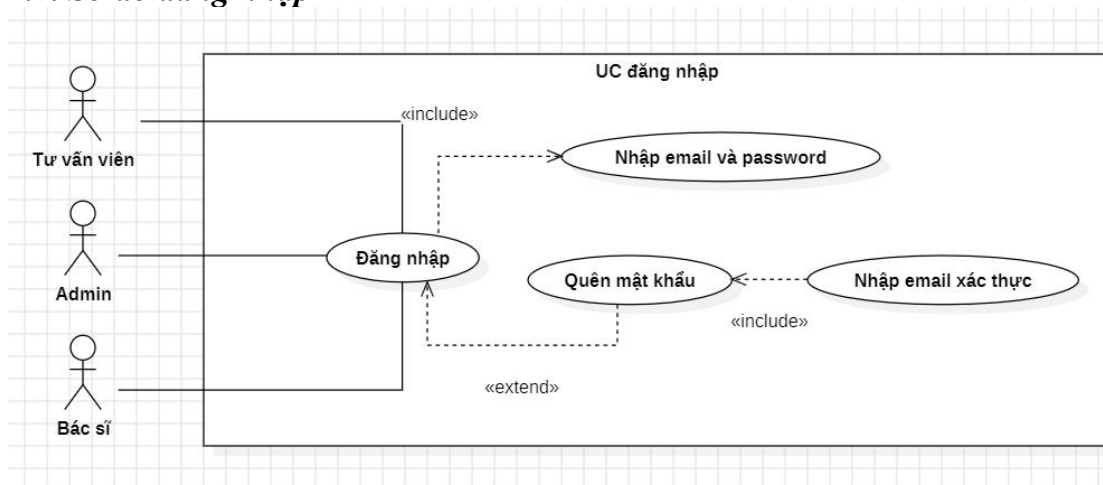 UC đăng nhập
«include»
Tư vấn viên
Nhập email và password
Đăng nhập
Admin
Quên mật khẩu
Nhập email xác thực
«include»
«extend»
Bác sĩ